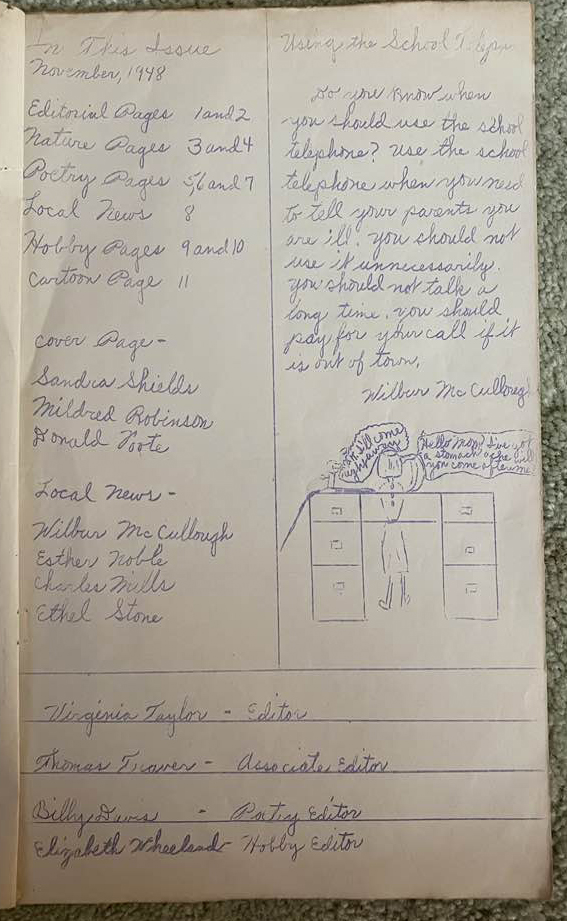 In This Issue
November, 1948
Editorial Pages 1 and 2
Nature Pages 3 and 4
Poetry Pages 5,6 and 7
Local News 8
Hobby Pages 9 and 10
Cartoon Page 11
Cover Page-
Sandra Shields
Mildred Robinson
Donald Foote
Local News-
Wilbur McCullough
Esther Noble
Charles Mills
Ethel Stone
Using the School
Do you know when
you should use the school
telephone? Use the school
telephone when you need
to tell your parents you
are ill. You should not
use it unnecessarily.
You should not talk a
long time. You should
pay for your call if it
is out of town.
Wilbur McCulloug
I'll come
right away
Hello Mom, I've got
a stomach ache will
you come after me
Virginia Taylor - Editor
Thomas Traver - Associate Editor
Billy Davis - Poetry Editor
Elizabeth Wheeland - Hobby Editor